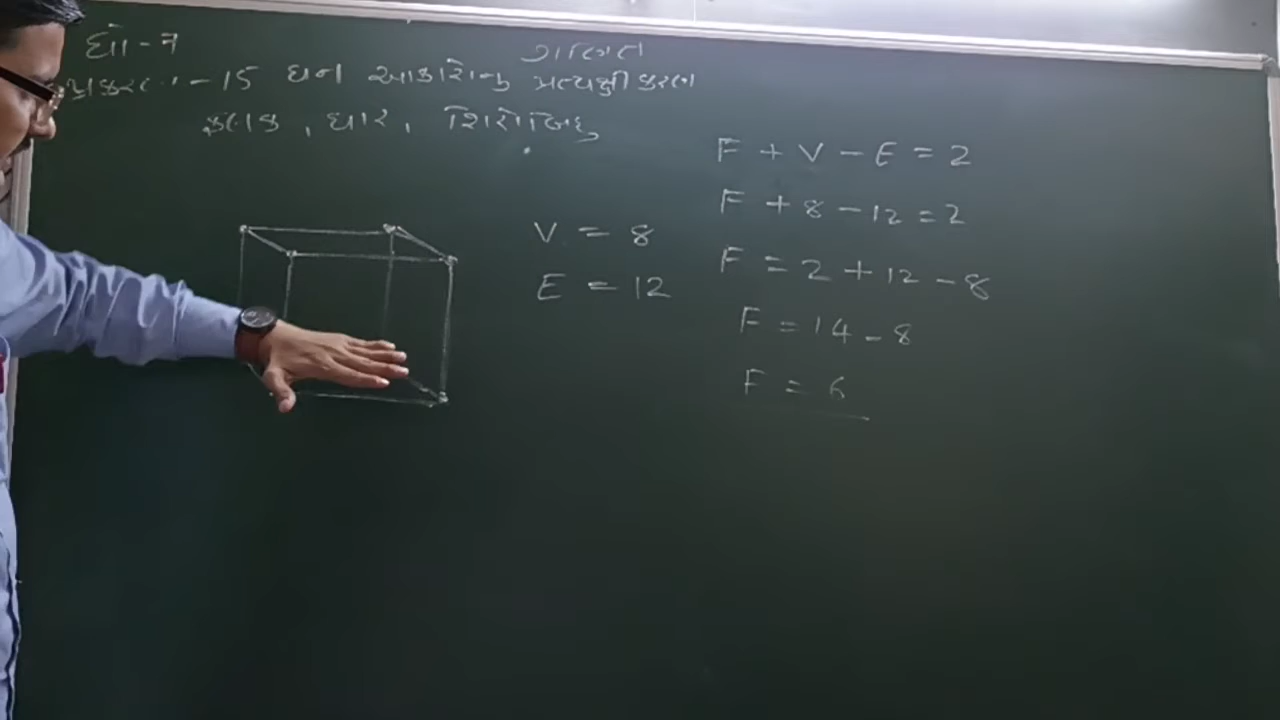 ધો - ૭
ગણિત
પ્રકરણ - 15 ઘન આકારોનું પ્રત્યક્ષીકરણ
ફલક , ધાર , શિરોબિંદુ
F + V - E = 2
F + 8 - 12 = 2
V = 8
F = 2 + 12 - 8
E = 12
F = 14 - 8
F = 6